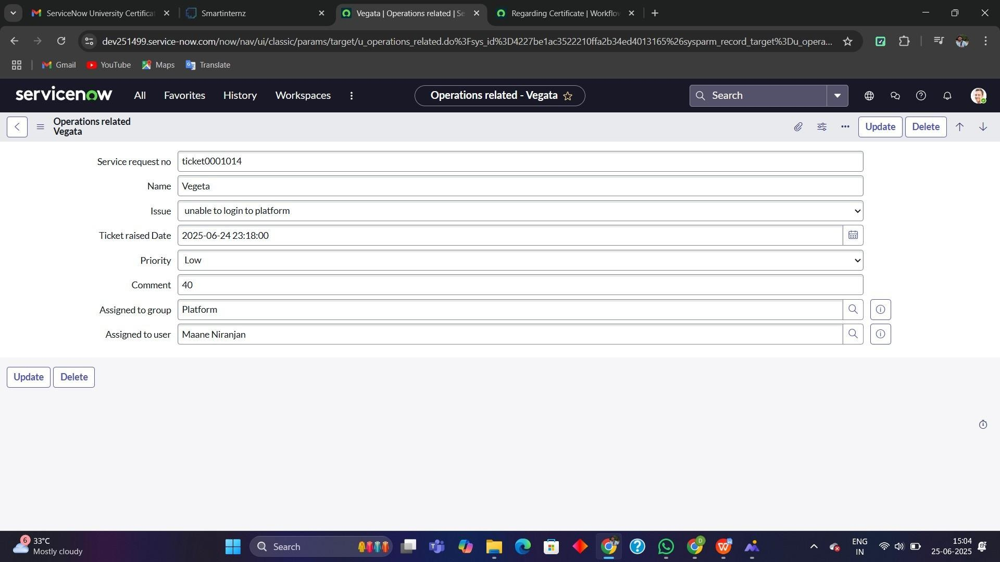 ServiceNow University Certifica
Smartinternz
Vegata | Operations related | Se
Regarding Certificate | Workflov
dev251499.service-now.com/now/nav/ui/classic/params/target/u_operations_related.do%3Fsys_id%3D4227be1ac3522210ffa2b34ed4013165%26sysparm_record_target%3Du_opera...
Gmail
YouTube
Maps
Translate
servicenow
All
Favorites
History
Workspaces
Operations related - Vegata
Search
Operations related
Vegata
Update
Delete
Service request no
ticket0001014
Name
Vegeta
Issue
unable to login to platform
Ticket raised Date
2025-06-24 23:18:00
Priority
Low
Comment
40
Assigned to group
Platform
Assigned to user
Maane Niranjan
Update
Delete
6
33°C
Mostly cloudy
Search
D
ENG
IN
15:04
25-06-2025